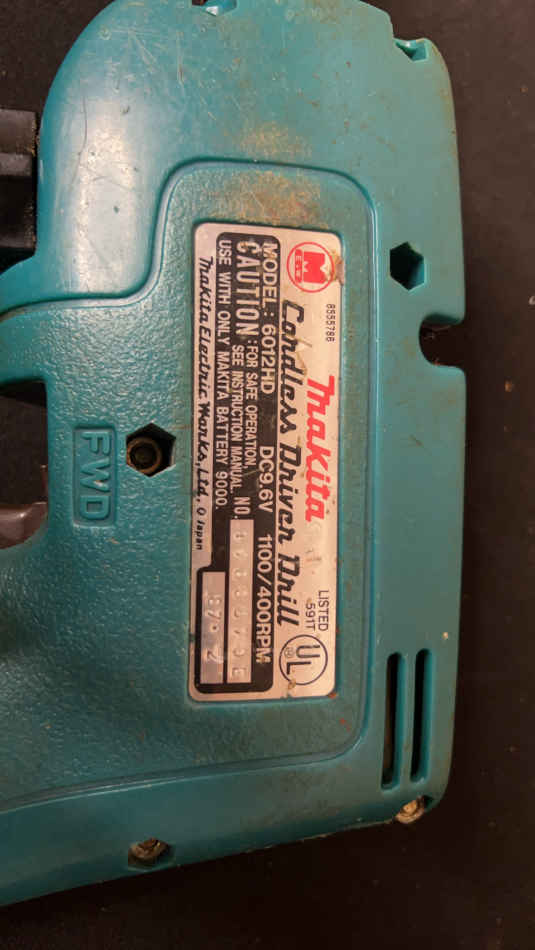 Makita
Cordless Driver Drill
MODEL: 6012HD DC9.6V 1100/400RPM
CAUTION: FOR SAFE OPERATION,
SEE INSTRUCTION MANUAL. NO.
USE WITH ONLY MAKITA BATTERY 9000.
Makita Electric Works, Ltd. Japan
8555786
LISTED
591T
UL
M
FWD